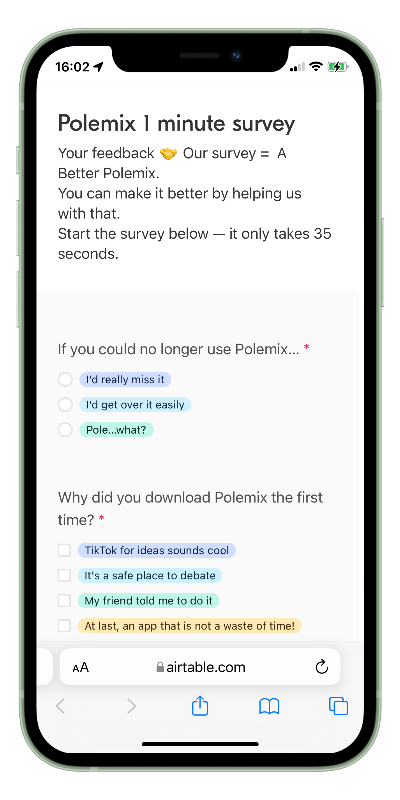 16:02
Polemix 1 minute survey
Your feedback 🤝 Our survey = A
Better Polemix.
You can make it better by helping us
with that.
Start the survey below — it only takes 35
seconds.
If you could no longer use Polemix... *
I'd really miss it
I'd get over it easily
Pole...what?
Why did you download Polemix the first
time? *
TikTok for ideas sounds cool
It's a safe place to debate
My friend told me to do it
At last, an app that is not a waste of time!
AA airtable.com